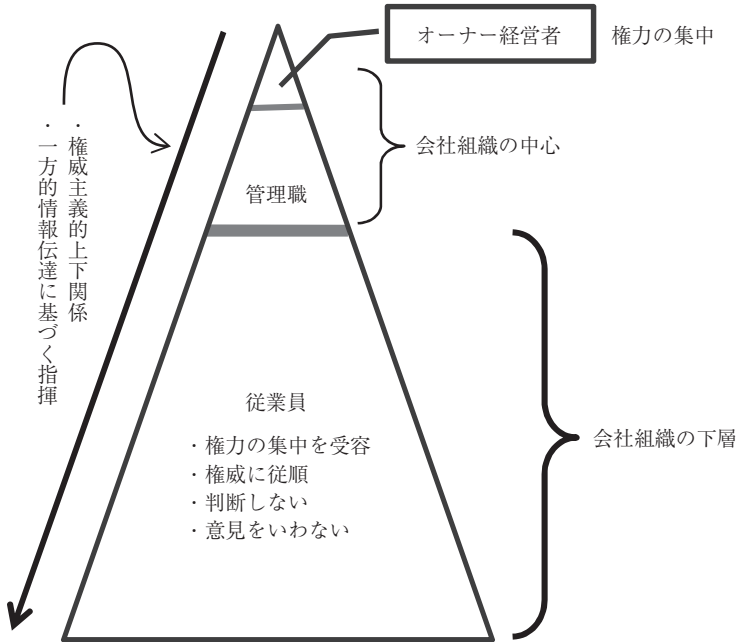 オーナー経営者
権力の集中
会社組織の中心
管理職
・権威主義的上下関係
・一方的情報伝達に基づく指揮
従業員
・権力の集中を受容
・権威に従順
・判断しない
・意見をいわない
会社組織の下層